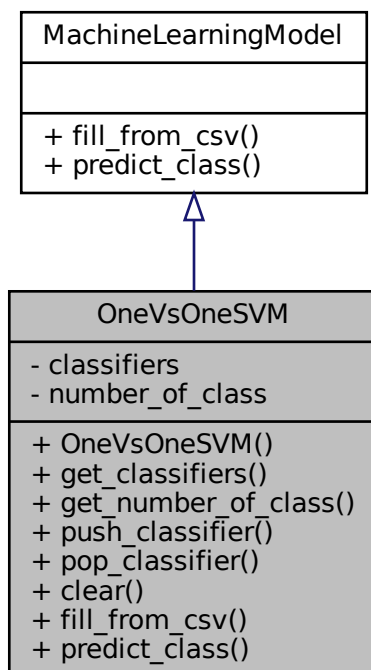 MachineLearningModel
+ fill_from_csv()
+ predict_class()
OneVsOneSVM
- classifiers
- number_of_class
+ OneVsOneSVM()
+ get_classifiers()
+ get_number_of_class()
+ push_classifier()
+ pop_classifier()
+ clear()
+ fill_from_csv()
+ predict_class()